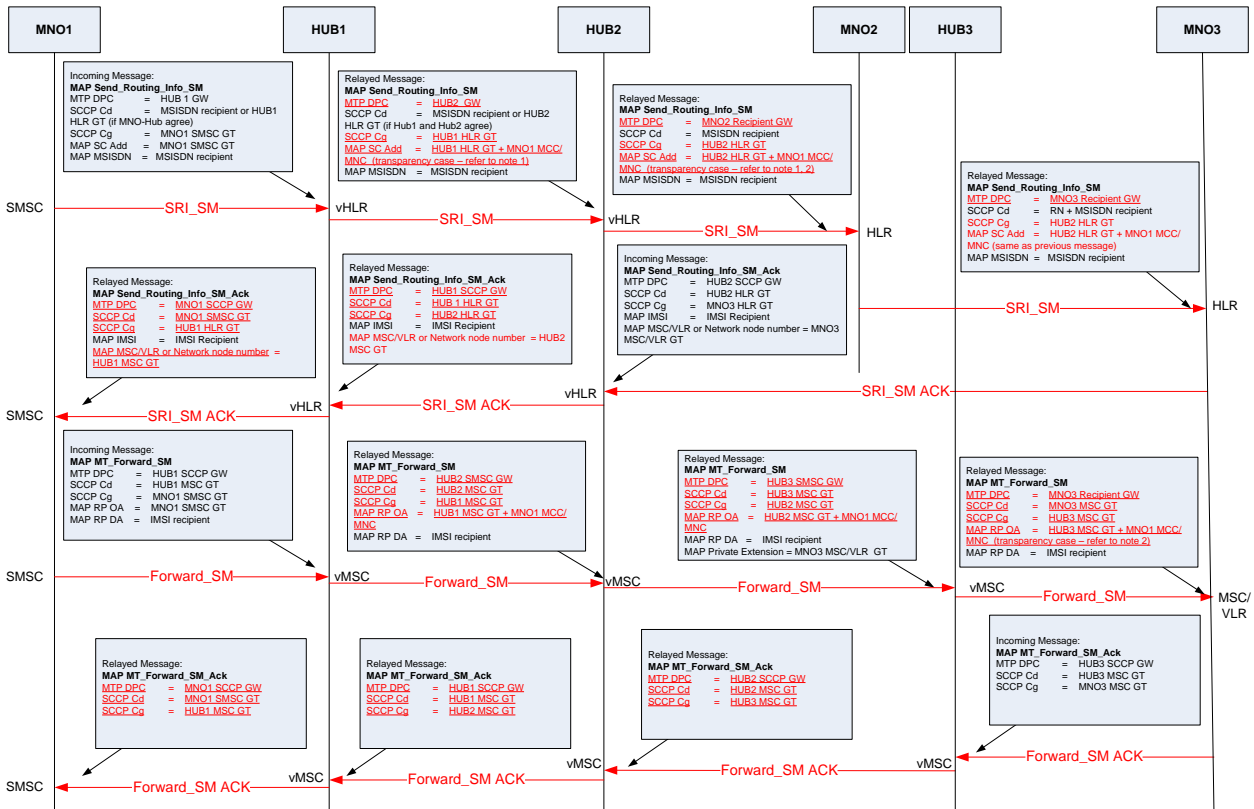 MNO1
HUB1
HUB2
MNO2
HUB3
MNO3
Incoming Message:
MAP Send_Routing_Info_SM
MTP DPC = HUB 1 GW
SCCP Cd = MSISDN recipient or HUB1
HLR GT (if MNO-Hub agree)
SCCP Cg = MNO1 SMSC GT
MAP SC Add = MNO1 SMSC GT
MAP MSISDN = MSISDN recipient
Relayed Message:
MAP Send_Routing_Info_SM
MTP DPC = HUB2 GW
SCCP Cd = MSISDN recipient or HUB2
HLR GT (if Hub1 and Hub2 agree)
SCCP Cg = HUB1 HLR GT
MAP SC Add = HUB1 HLR GT + MNO1 MCC/
MNC (transparency case – refer to note 1)
MAP MSISDN = MSISDN recipient
Relayed Message:
MAP Send_Routing_Info_SM
MTP DPC = MNO2 Recipient GW
SCCP Cd = MSISDN recipient
SCCP Cg = HUB2 HLR GT
MAP SC Add = HUB2 HLR GT + MNO1 MCC/
MNC (transparency case – refer to note 1, 2)
MAP MSISDN = MSISDN recipient
Relayed Message:
MAP Send_Routing_Info_SM
MTP DPC = MNO3 Recipient GW
SCCP Cd = RN + MSISDN recipient
SCCP Cg = HUB2 HLR GT
MAP SC Add = HUB2 HLR GT + MNO1 MCC/
MNC (same as previous message)
MAP MSISDN = MSISDN recipient
SMSC
SRI_SM
vHLR
SRI_SM
vHLR
SRI_SM
HLR
SRI_SM
HLR
Relayed Message:
MAP Send_Routing_Info_SM_Ack
MTP DPC = MNO1 SCCP GW
SCCP Cd = MNO1 SMSC GT
SCCP Cg = HUB1 HLR GT
MAP IMSI = IMSI Recipient
MAP MSC/VLR or Network node number =
HUB1 MSC GT
Relayed Message:
MAP Send_Routing_Info_SM_Ack
MTP DPC = HUB1 SCCP GW
SCCP Cd = HUB 1 HLR GT
SCCP Cg = HUB2 HLR GT
MAP IMSI = IMSI Recipient
MAP MSC/VLR or Network node number = HUB2
MSC GT
Incoming Message:
MAP Send_Routing_Info_SM_Ack
MTP DPC = HUB2 SCCP GW
SCCP Cd = HUB2 HLR GT
SCCP Cg = MNO3 HLR GT
MAP IMSI = IMSI Recipient
MAP MSC/VLR or Network node number = MNO3
MSC/VLR GT
SMSC
SRI_SM ACK
vHLR
SRI_SM ACK
vHLR
SRI_SM ACK
Incoming Message:
MAP MT_Forward_SM
MTP DPC = HUB1 SCCP GW
SCCP Cd = HUB1 MSC GT
SCCP Cg = MNO1 SMSC GT
MAP RP OA = MNO1 SMSC GT
MAP RP DA = IMSI recipient
Relayed Message:
MAP MT_Forward_SM
MTP DPC = HUB2 SMSC GW
SCCP Cd = HUB2 MSC GT
SCCP Cg = HUB1 MSC GT
MAP RP OA = HUB1 MSC GT + MNO1 MCC/
MNC
MAP RP DA = IMSI recipient
Relayed Message:
MAP MT_Forward_SM
MTP DPC = HUB3 SMSC GW
SCCP Cd = HUB3 MSC GT
SCCP Cg = HUB2 MSC GT
MAP RP OA = HUB2 MSC GT + MNO1 MCC/
MNC
MAP RP DA = IMSI recipient
MAP Private Extension = MNO3 MSC/VLR GT
Relayed Message:
MAP MT_Forward_SM
MTP DPC = MNO3 Recipient GW
SCCP Cd = MNO3 MSC GT
SCCP Cg = HUB3 MSC GT
MAP RP OA = HUB3 MSC GT + MNO1 MCC/
MNC (transparency case – refer to note 2)
MAP RP DA = IMSI recipient
SMSC
Forward_SM
vMSC
Forward_SM
vMSC
Forward_SM
vMSC
Forward_SM
MSC/
VLR
Relayed Message:
MAP MT_Forward_SM_Ack
MTP DPC = MNO1 SCCP GW
SCCP Cd = MNO1 SMSC GT
SCCP Cg = HUB1 MSC GT
Relayed Message:
MAP MT_Forward_SM_Ack
MTP DPC = HUB1 SCCP GW
SCCP Cd = HUB1 MSC GT
SCCP Cg = HUB2 MSC GT
Relayed Message:
MAP MT_Forward_SM_Ack
MTP DPC = HUB2 SCCP GW
SCCP Cd = HUB2 MSC GT
SCCP Cg = HUB3 MSC GT
Incoming Message:
MAP MT_Forward_SM_Ack
MTP DPC = HUB3 SCCP GW
SCCP Cd = HUB3 MSC GT
SCCP Cg = MNO3 MSC GT
SMSC
Forward_SM ACK
vMSC
Forward_SM ACK
vMSC
Forward_SM ACK
vMSC
Forward_SM ACK